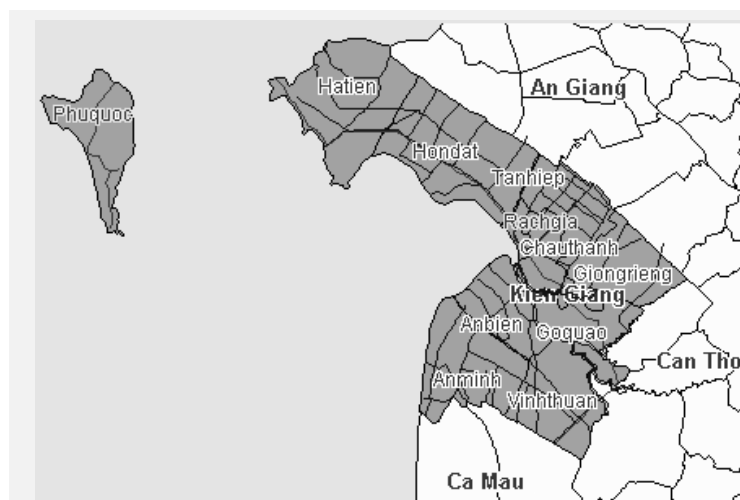 Hatien
An Giang
Phuquoc
Hondat
Tanhiep
Rachgia
Chauthanh
Giongrieng
Kien Giang
Anbien
Goquao
Can Tho
Anminh
Vinhthuan
Ca Mau